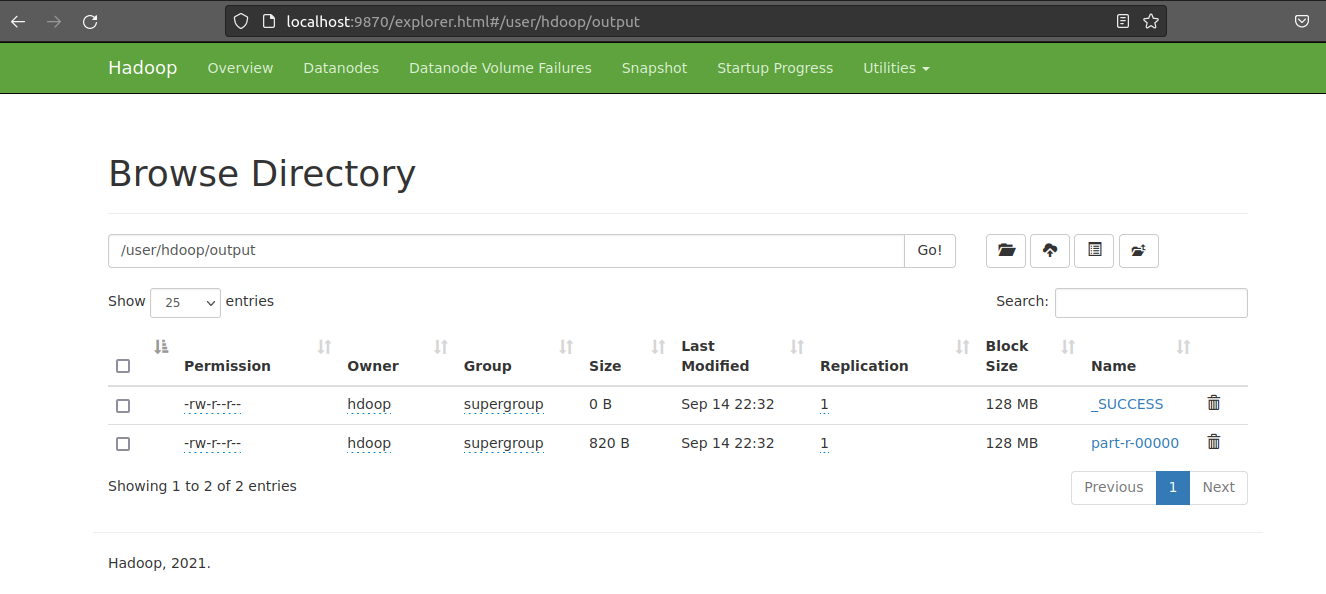 localhost:9870/explorer.html#/user/hdoop/output
Hadoop Overview Datanodes Datanode Volume Failures Snapshot Startup Progress Utilities
Browse Directory
/user/hdoop/output Go!
Show 25 entries Search:
Permission Owner Group Size Last Modified Replication Block Size Name
-rw-r--r-- hdoop supergroup 0 B Sep 14 22:32 1 128 MB _SUCCESS
-rw-r--r-- hdoop supergroup 820 B Sep 14 22:32 1 128 MB part-r-00000
Showing 1 to 2 of 2 entries Previous 1 Next
Hadoop, 2021.